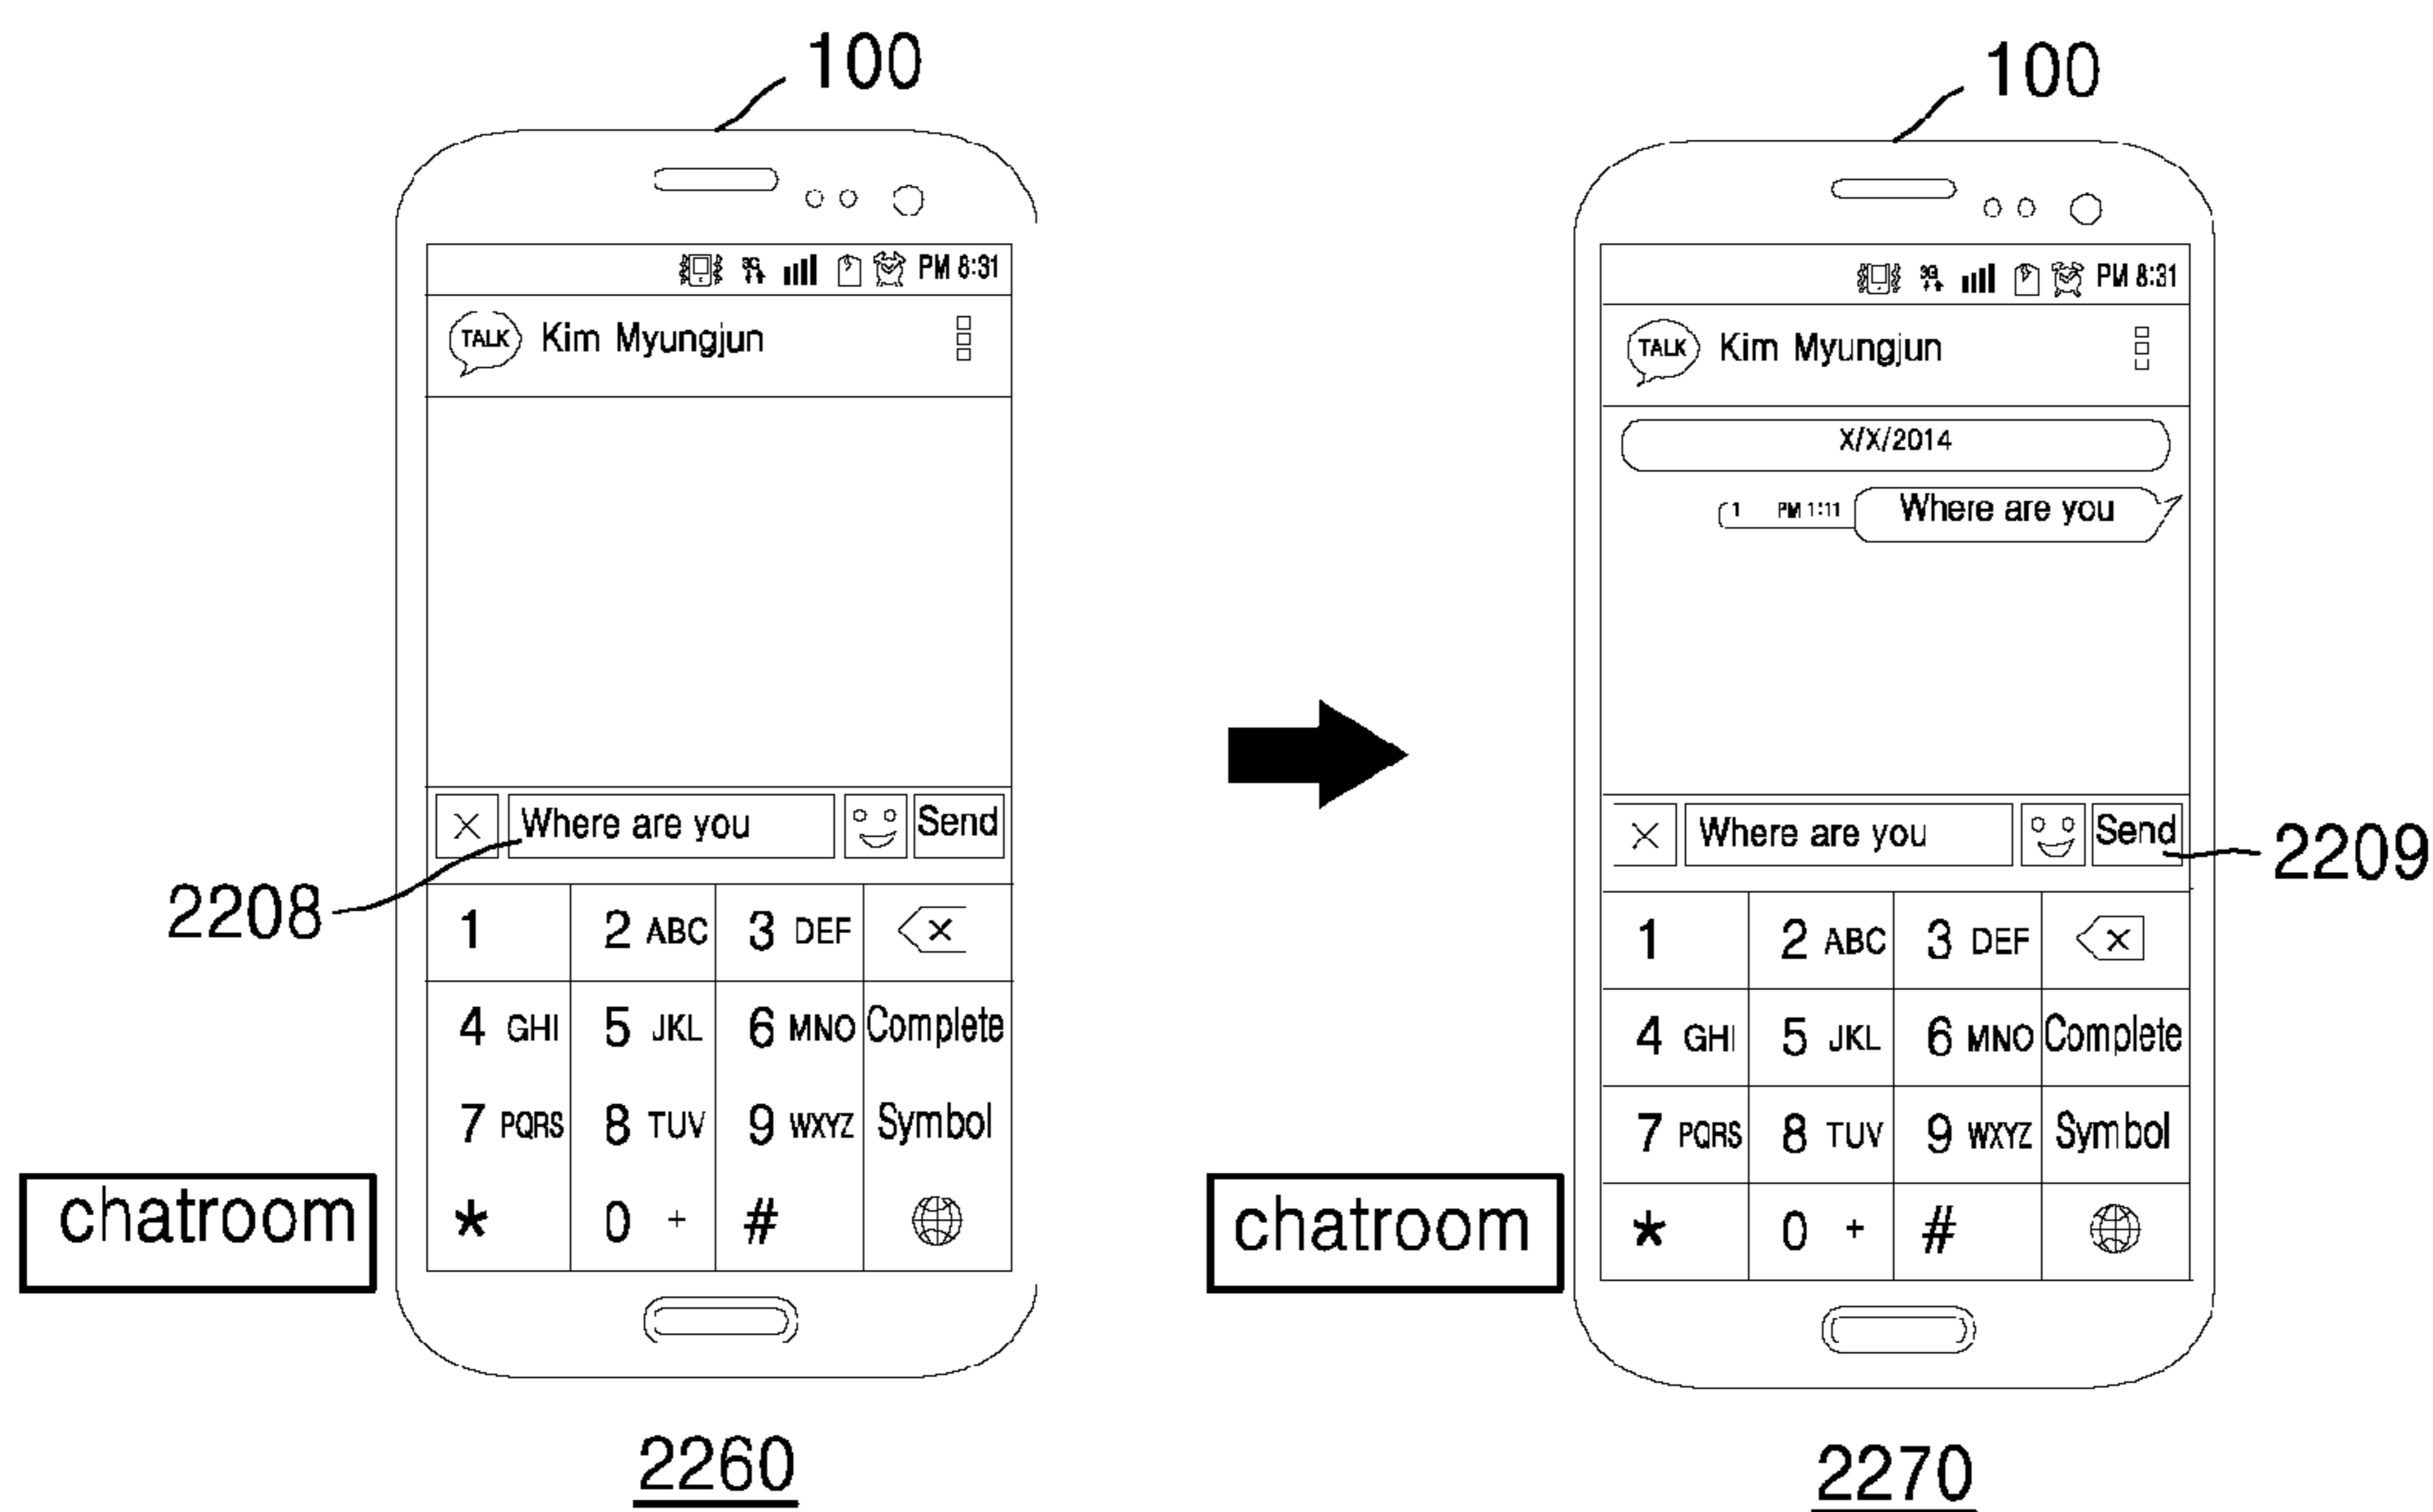 100
PM 8:31
TALK Kim Myungjun
Where are you Send
2208
1 2 ABC 3 DEF
4 GHI 5 JKL 6 MNO Complete
7 PQRS 8 TUV 9 WXYZ Symbol
* 0 + #
chatroom
2260
100
3G PM 8:31
TALK Kim Myungjun
X/X/2014
1 PM 1:11 Where are you
Where are you Send
2209
1 2 ABC 3 DEF
4 GHI 5 JKL 6 MNO Complete
7 PQRS 8 TUV 9 WXYZ Symbol
* 0 + #
chatroom
2270